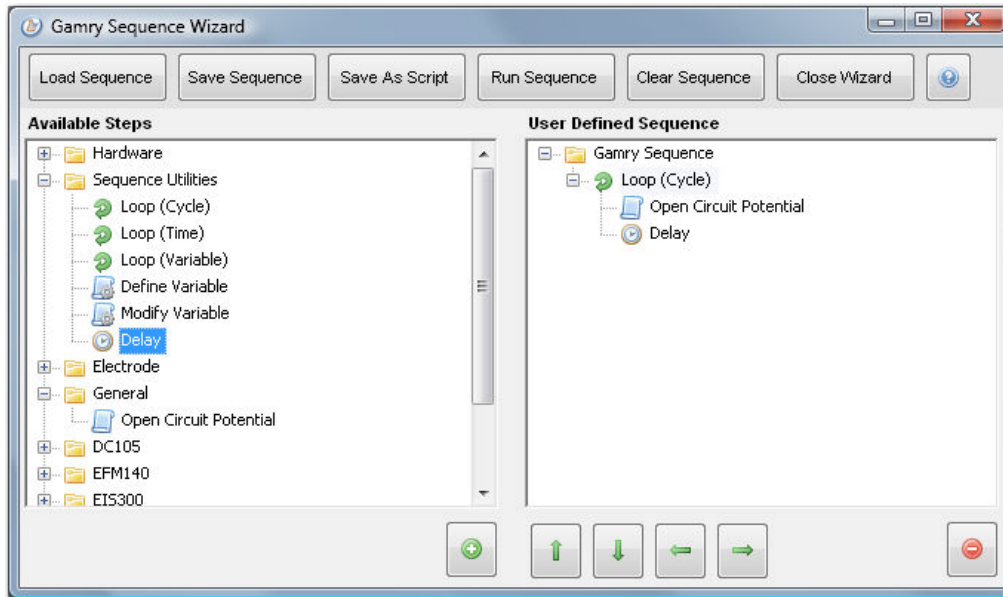 Gamry Sequence Wizard
Load Sequence
Save Sequence
Save As Script
Run Sequence
Clear Sequence
Close Wizard
Available Steps
Hardware
Sequence Utilities
Loop (Cycle)
Loop (Time)
Loop (Variable)
Define Variable
Modify Variable
Delay
Electrode
General
Open Circuit Potential
DC105
EFM140
EIS300
User Defined Sequence
Gamry Sequence
Loop (Cycle)
Open Circuit Potential
Delay